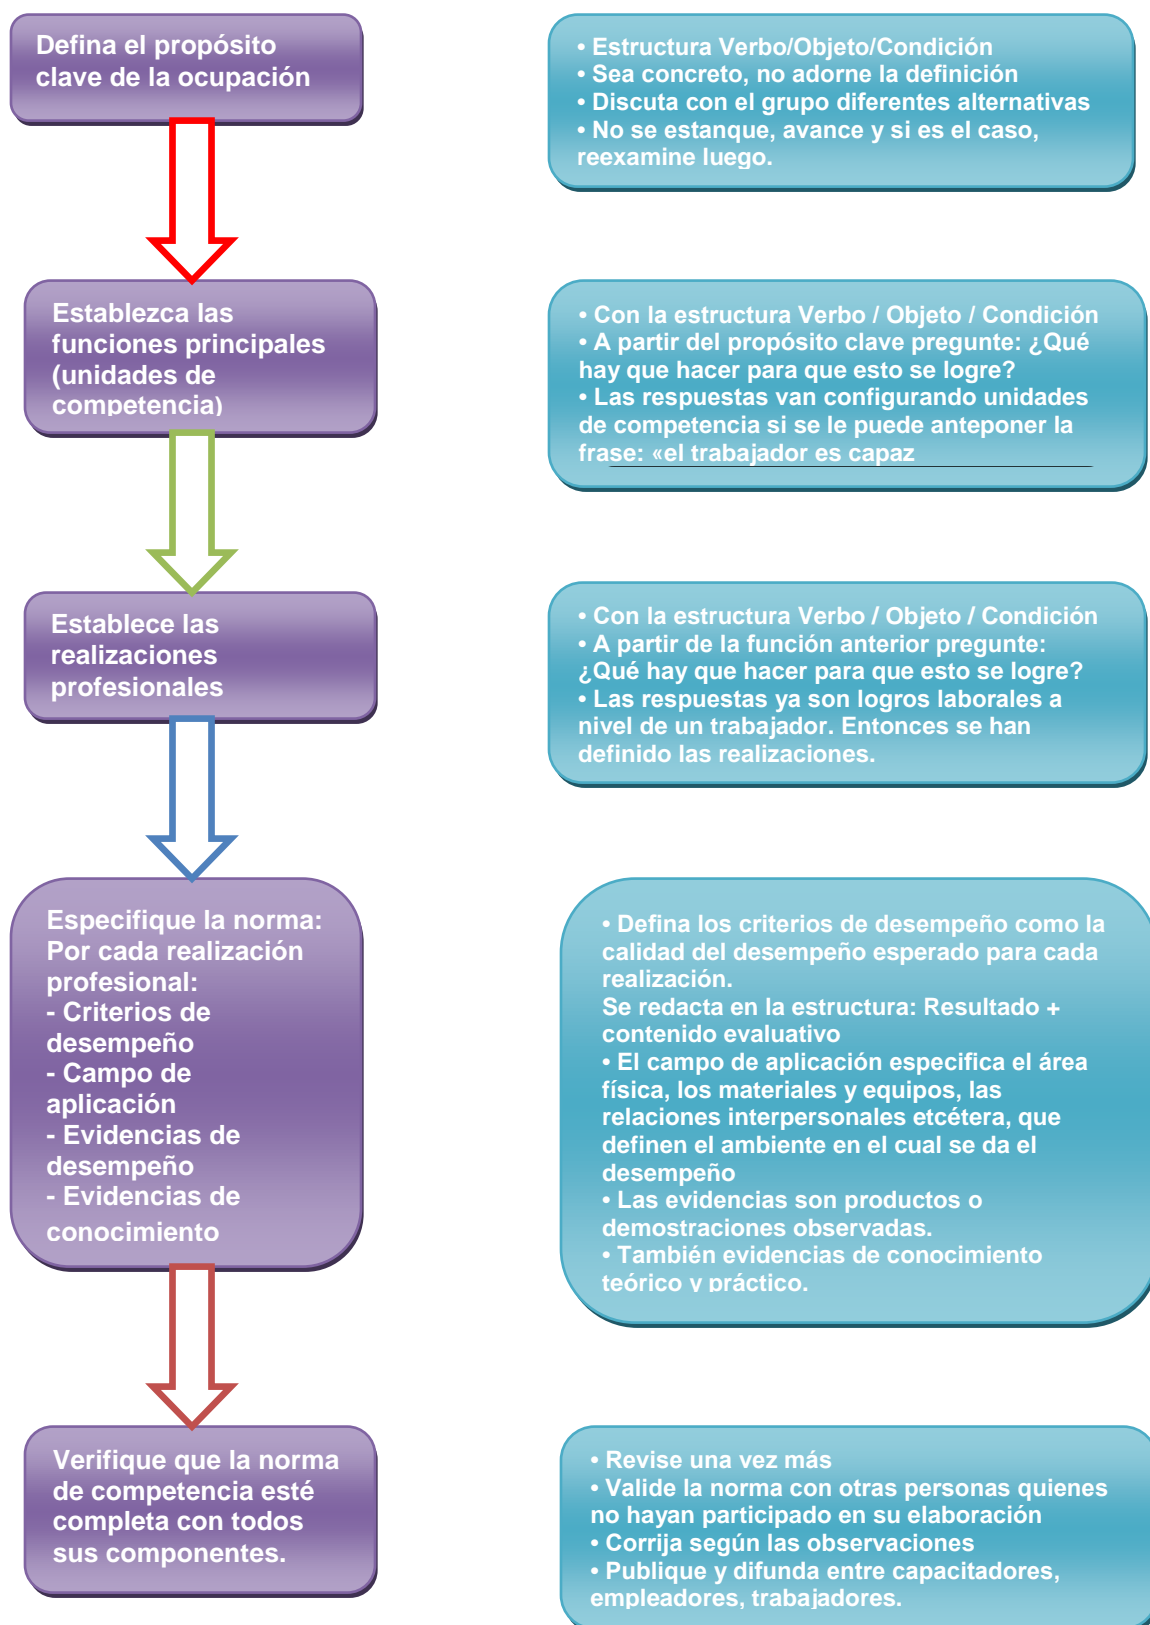 Defina el propósito
clave de la ocupación
• Estructura Verbo/Objeto/Condición
• Sea concreto, no adorne la definición
• Discuta con el grupo diferentes alternativas
• No se estanque, avance y si es el caso,
reexamine luego.
Establezca las
funciones principales
(unidades de
competencia)
• Con la estructura Verbo / Objeto / Condición
• A partir del propósito clave pregunte: ¿Qué
hay que hacer para que esto se logre?
• Las respuestas van configurando unidades
de competencia si se le puede anteponer la
frase: «el trabajador es capaz
Establece las
realizaciones
profesionales
• Con la estructura Verbo / Objeto / Condición
• A partir de la función anterior pregunte:
¿Qué hay que hacer para que esto se logre?
• Las respuestas ya son logros laborales a
nivel de un trabajador. Entonces se han
definido las realizaciones.
Especifique la norma:
Por cada realización
profesional:
- Criterios de
desempeño
- Campo de
aplicación
- Evidencias de
desempeño
- Evidencias de
conocimiento
• Defina los criterios de desempeño como la
calidad del desempeño esperado para cada
realización.
Se redacta en la estructura: Resultado +
contenido evaluativo
• El campo de aplicación especifica el área
física, los materiales y equipos, las
relaciones interpersonales etcétera, que
definen el ambiente en el cual se da el
desempeño
• Las evidencias son productos o
demostraciones observadas.
• También evidencias de conocimiento
teórico y práctico.
Verifique que la norma
de competencia esté
completa con todos
sus componentes.
• Revise una vez más
• Valide la norma con otras personas quienes
no hayan participado en su elaboración
• Corrija según las observaciones
• Publique y difunda entre capacitadores,
empleadores, trabajadores.